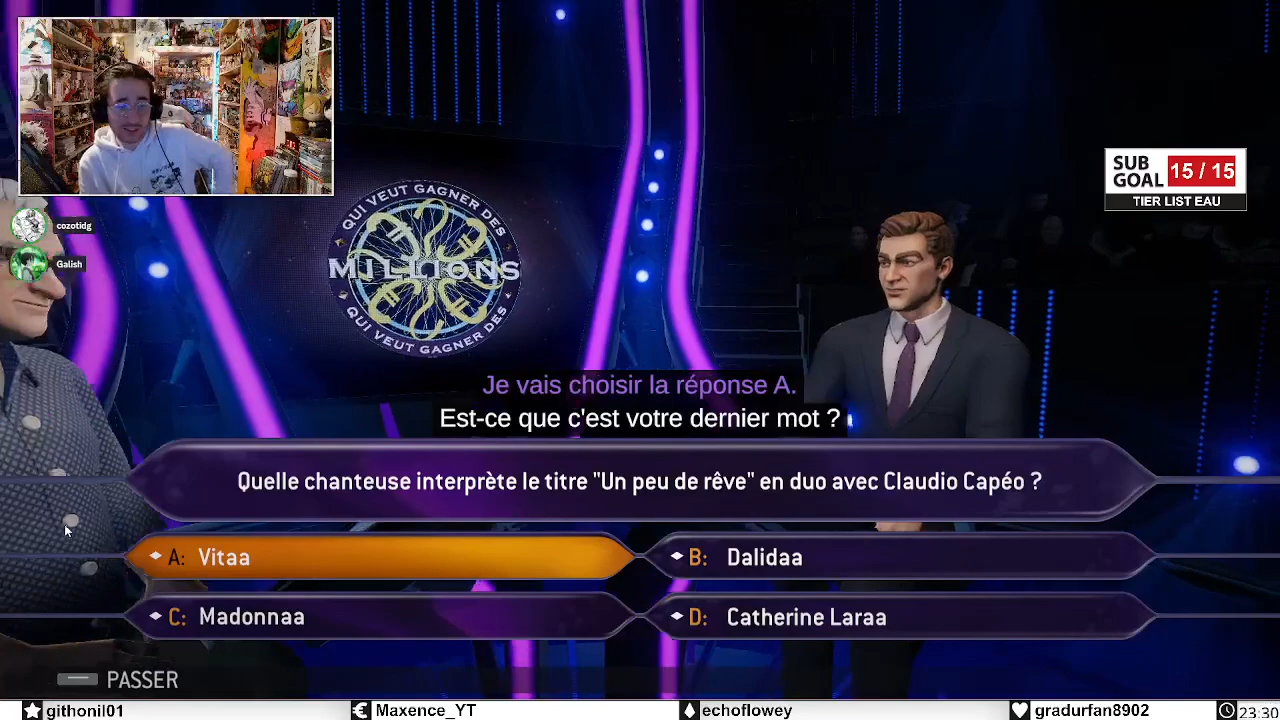 SUB
GOAL
15 / 15
TIER LIST EAU
cozotidg
Galish
QUI VEUT GAGNER DES
MILLIONS
QUI VEUT GAGNER DES
Je vais choisir la réponse A.
Est-ce que c'est votre dernier mot ?
Quelle chanteuse interprète le titre "Un peu de rêve" en duo avec Claudio Capéo ?
A: Vitaa
B: Dalidaa
C: Madonnaa
D: Catherine Laraa
PASSER
githonil01
Maxence_YT
echoflowey
gradurfan8902
23:30